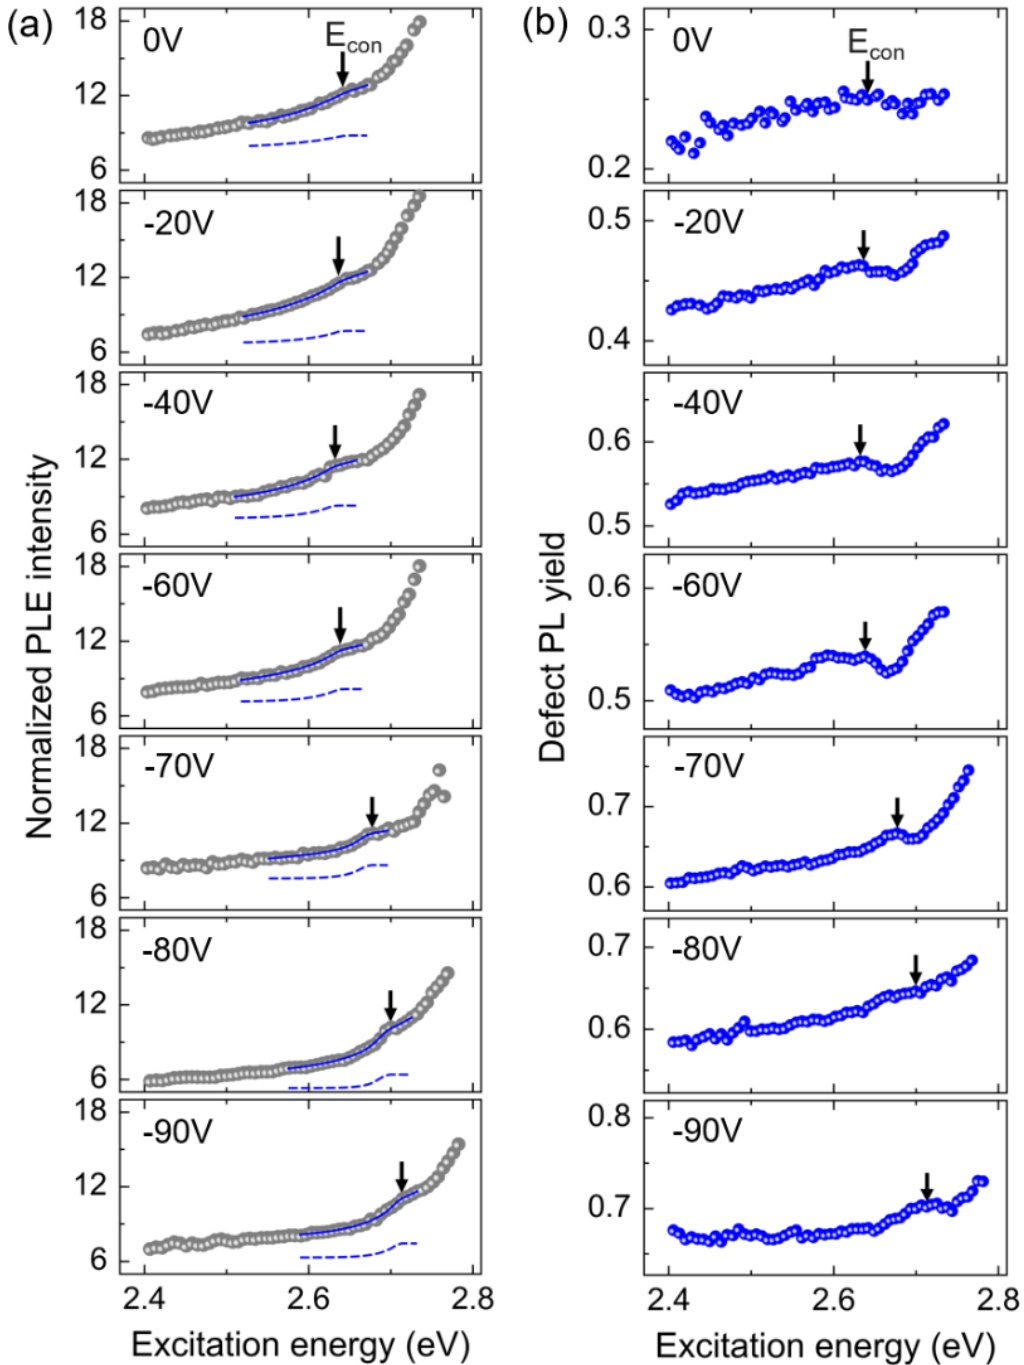 (a)
Normalized PLE intensity
0V
E_con
18
12
6
-20V
18
12
6
-40V
18
12
6
-60V
18
12
6
-70V
18
12
6
-80V
18
12
6
-90V
18
12
6
2.4 2.6 2.8
Excitation energy (eV)
(b)
Defect PL yield
0V
E_con
0.3
0.2
-20V
0.5
0.4
-40V
0.6
0.5
-60V
0.6
0.5
-70V
0.7
0.6
-80V
0.7
0.6
-90V
0.8
0.7
2.4 2.6 2.8
Excitation energy (eV)